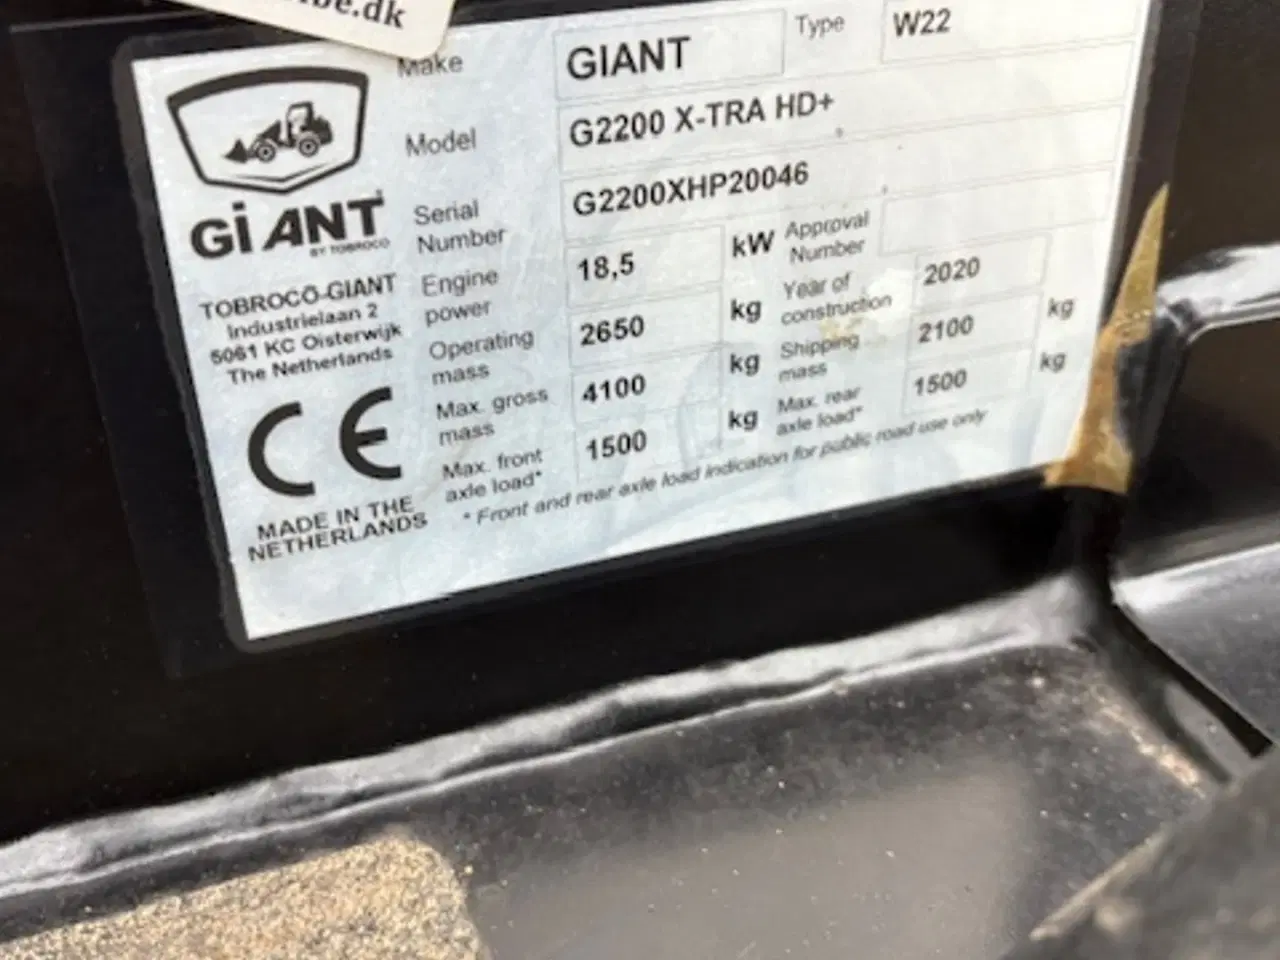 be.dk
Make GIANT Type W22
Model G2200 X-TRA HD+
Serial Number G2200XHP20046
Engine power 18,5 kW Approval Number
Operating mass 2650 kg Year of construction 2020
Max. gross mass 4100 kg Shipping mass 2100 kg
Max. front axle load* 1500 kg Max. rear axle load* 1500 kg
* Front and rear axle load indication for public road use only
GiANT
BY TOBROCO
TOBROCO-GIANT
Industrielaan 2
5061 KC Oisterwijk
The Netherlands
CE
MADE IN THE
NETHERLANDS